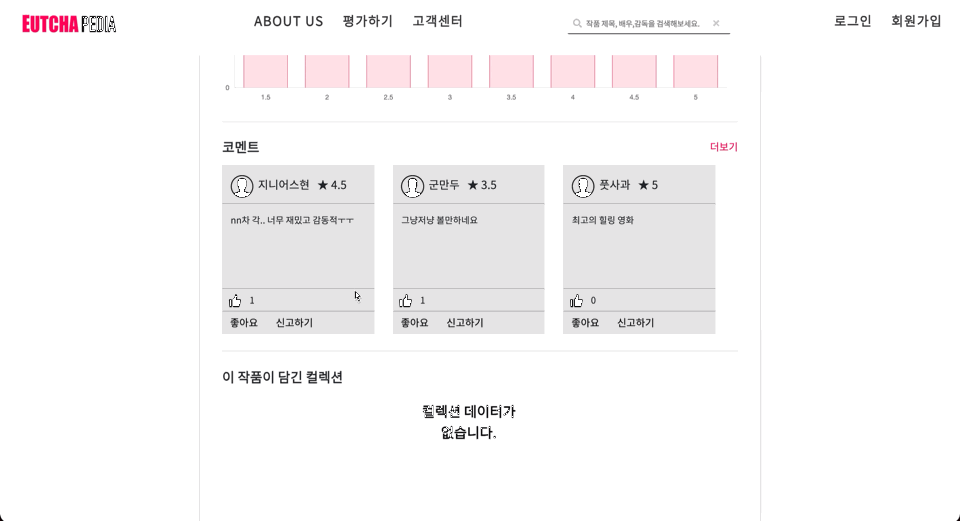 EUTCHA PEDIA
ABOUT US 평가하기 고객센터
작품 제목, 배우,감독을 검색해보세요.
로그인 회원가입
0
1.5 2 2.5 3 3.5 4 4.5 5
코멘트 더보기
지니어스현 ★ 4.5
nn차 각.. 너무 재밌고 감동적ㅜㅜ
1
좋아요 신고하기
군만두 ★ 3.5
그냥저냥 볼만하네요
1
좋아요 신고하기
풋사과 ★ 5
최고의 힐링 영화
0
좋아요 신고하기
이 작품이 담긴 컬렉션
컬렉션 데이터가
없습니다.